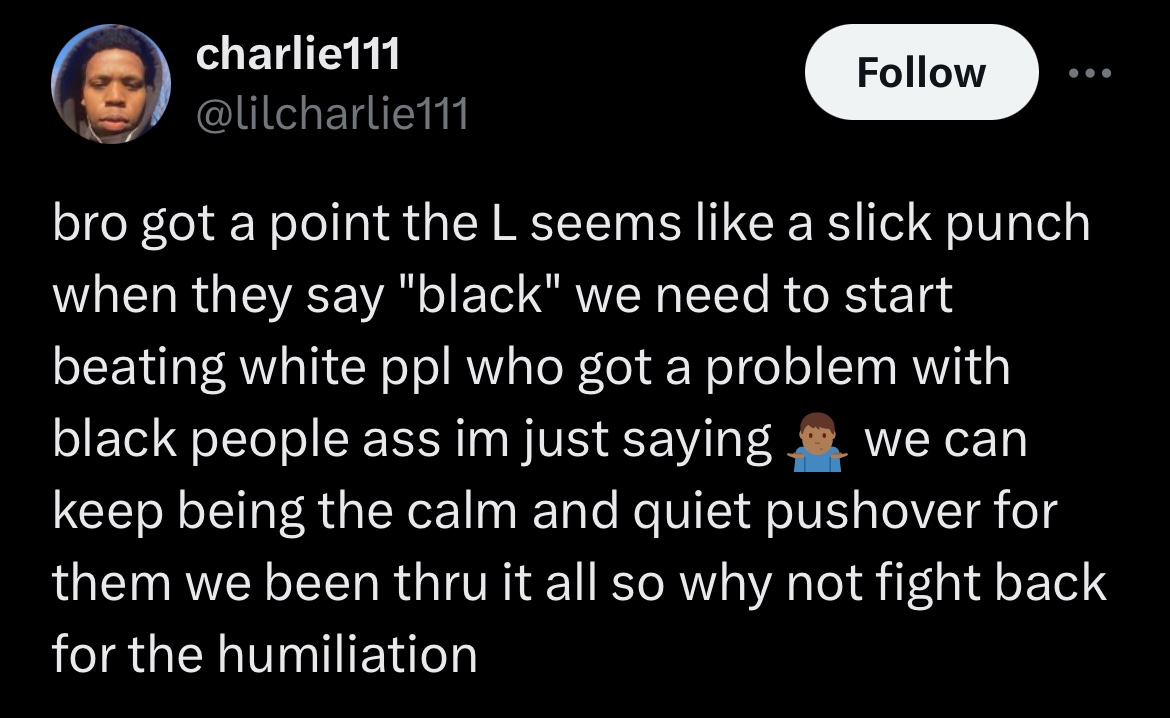 charlie111
@lilcharlie111
Follow
bro got a point the L seems like a slick punch
when they say "black" we need to start
beating white ppl who got a problem with
black people ass im just saying 🤷🏾‍♂️ we can
keep being the calm and quiet pushover for
them we been thru it all so why not fight back
for the humiliation